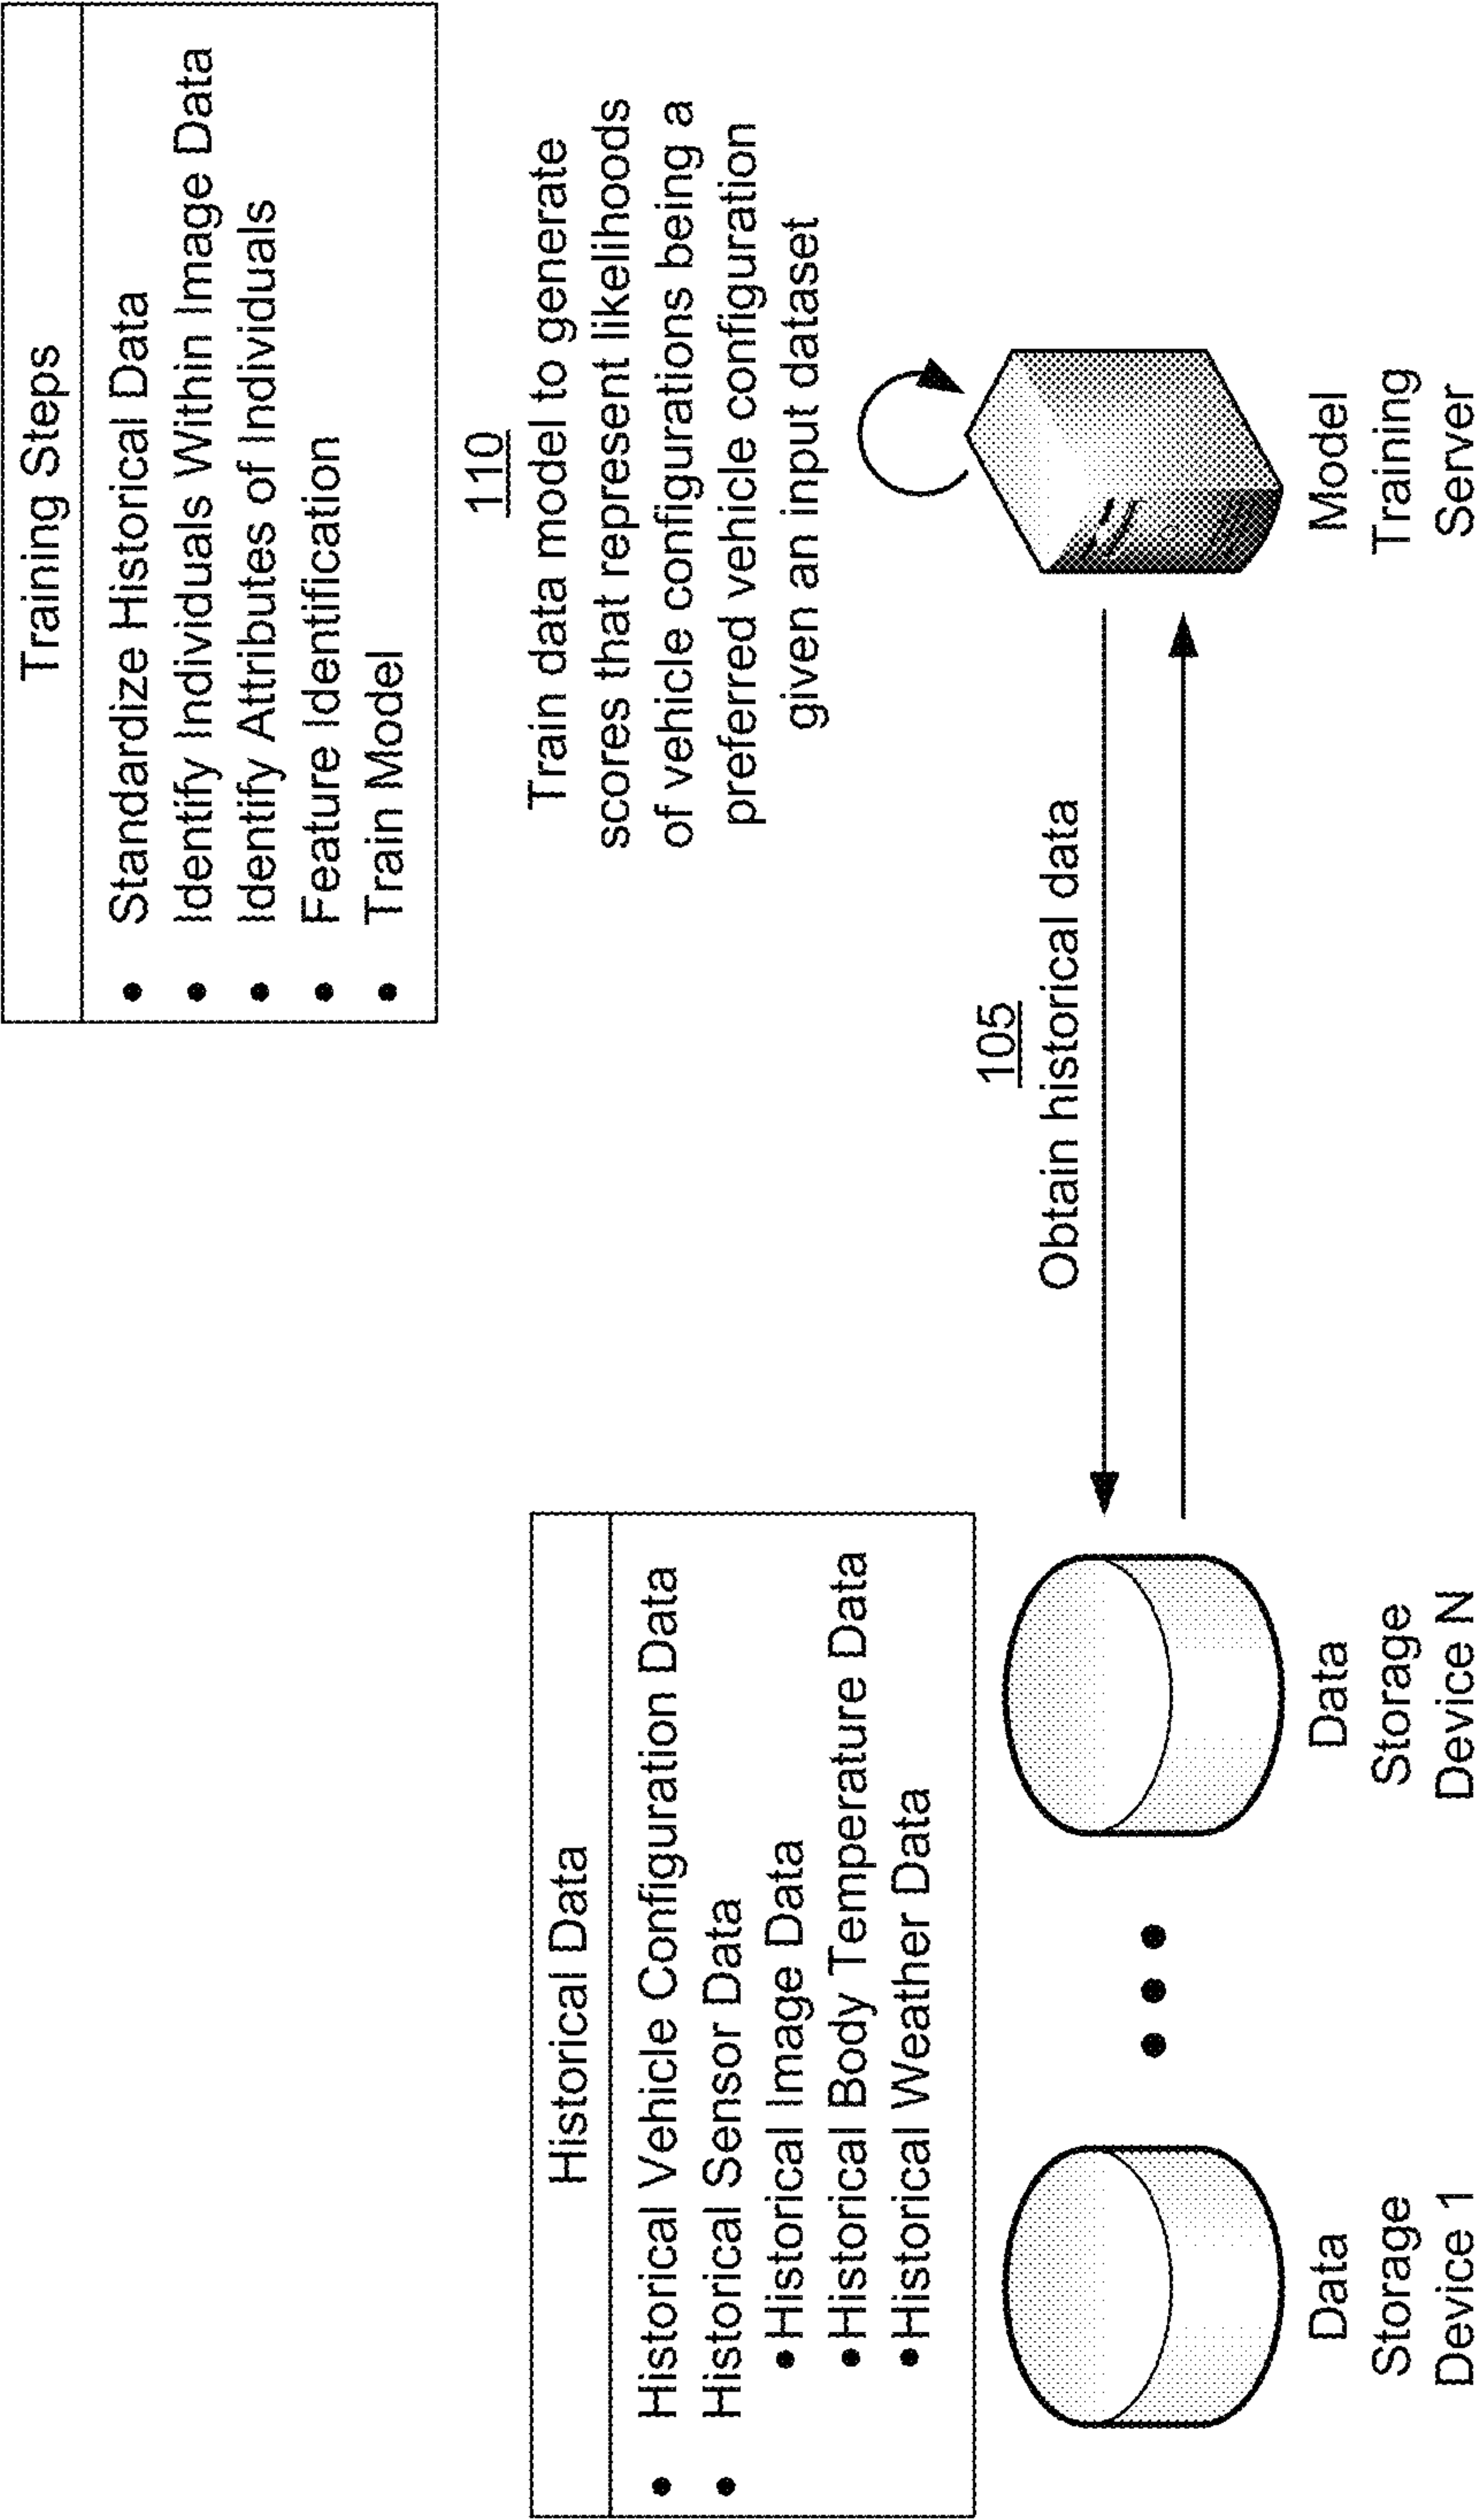 Historical Data
• Historical Vehicle Configuration Data
• Historical Sensor Data
• Historical Image Data
• Historical Body Temperature Data
• Historical Weather Data
Data
Storage
Device 1
Data
Storage
Device N
105
Obtain historical data
Training Steps
• Standardize Historical Data
• Identify Individuals Within Image Data
• Identify Attributes of Individuals
• Feature Identification
• Train Model
110
Train data model to generate
scores that represent likelihoods
of vehicle configurations being a
preferred vehicle configuration
given an input dataset
Model
Training
Server